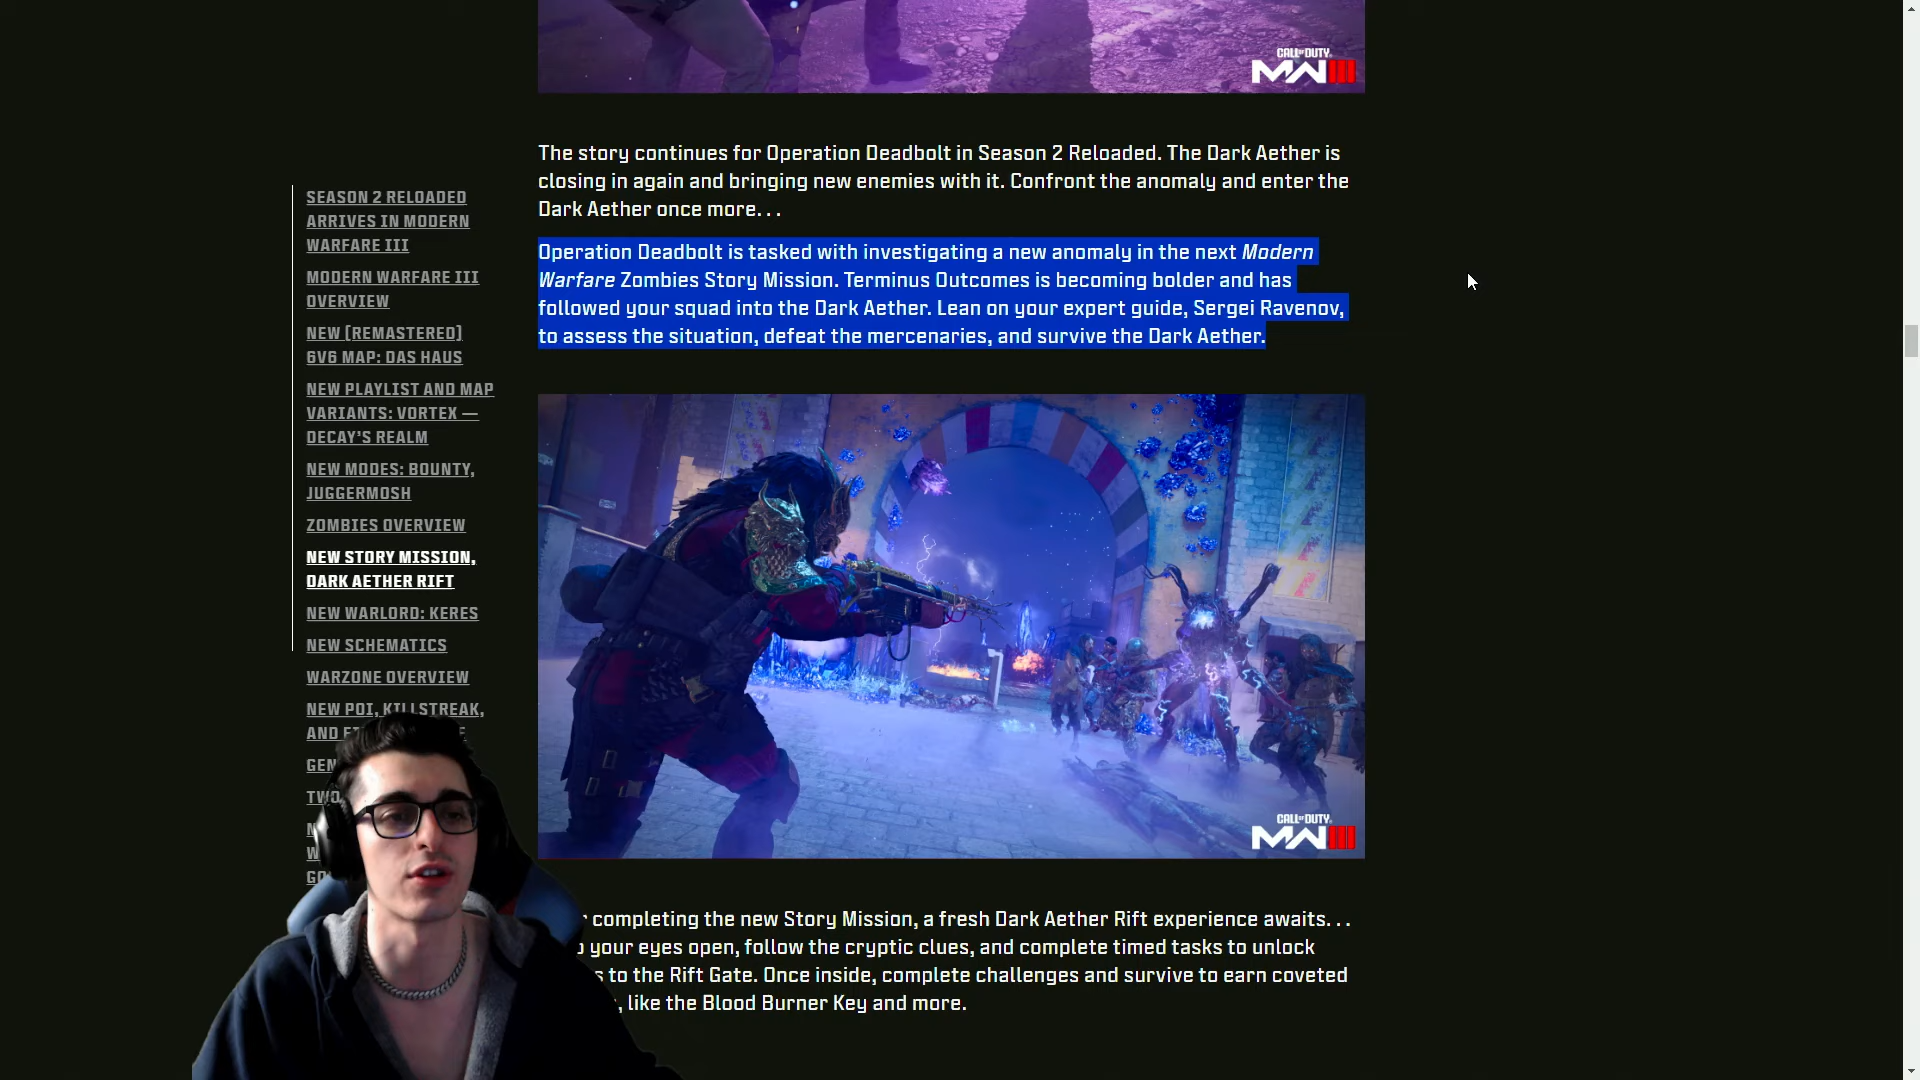 CALL OF DUTY
MWIII
The story continues for Operation Deadbolt in Season 2 Reloaded. The Dark Aether is
closing in again and bringing new enemies with it. Confront the anomaly and enter the
Dark Aether once more...
Operation Deadbolt is tasked with investigating a new anomaly in the next Modern
Warfare Zombies Story Mission. Terminus Outcomes is becoming bolder and has
followed your squad into the Dark Aether. Lean on your expert guide, Sergei Ravenov,
to assess the situation, defeat the mercenaries, and survive the Dark Aether.
SEASON 2 RELOADED
ARRIVES IN MODERN
WARFARE III
MODERN WARFARE III
OVERVIEW
NEW [REMASTERED]
6V6 MAP: DAS HAUS
NEW PLAYLIST AND MAP
VARIANTS: VORTEX —
DECAY'S REALM
NEW MODES: BOUNTY,
JUGGERMOSH
ZOMBIES OVERVIEW
NEW STORY MISSION,
DARK AETHER RIFT
NEW WARLORD: KERES
NEW SCHEMATICS
WARZONE OVERVIEW
NEW POI, KILLSTREAK,
AND
CALL OF DUTY
MWIII
completing the new Story Mission, a fresh Dark Aether Rift experience awaits...
your eyes open, follow the cryptic clues, and complete timed tasks to unlock
to the Rift Gate. Once inside, complete challenges and survive to earn coveted
, like the Blood Burner Key and more.